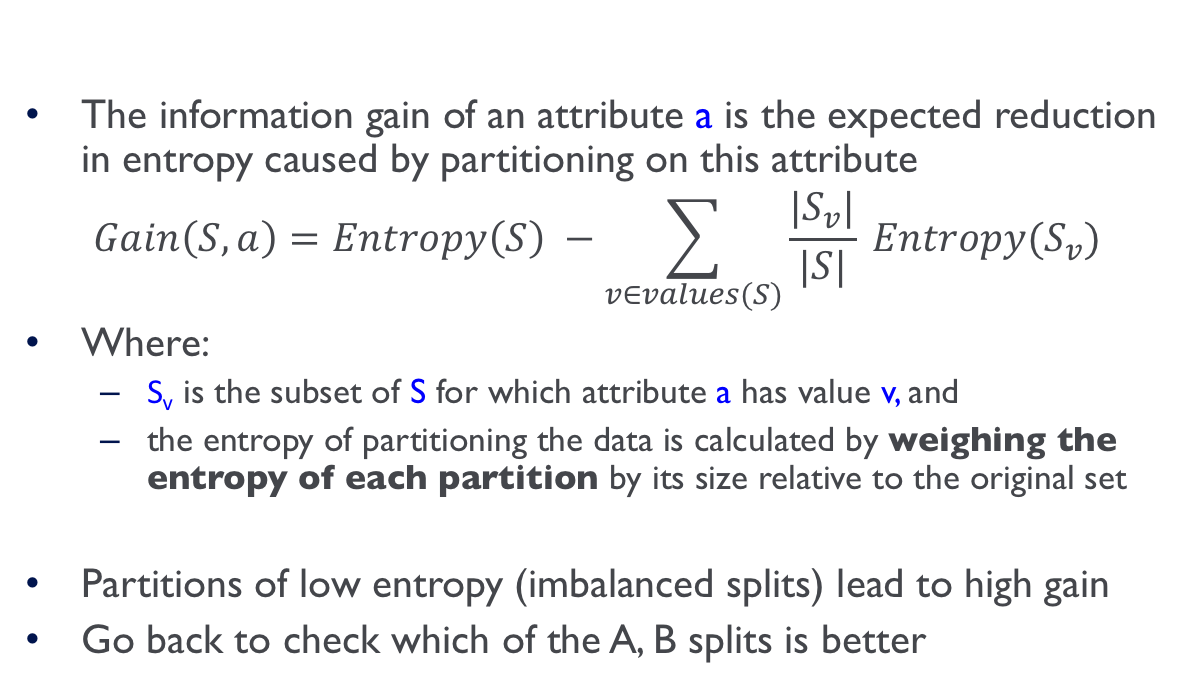 • The information gain of an attribute a is the expected reduction
in entropy caused by partitioning on this attribute
Gain(S, a) = Entropy(S) − ∑ v∈values(S) |Sv| / |S| Entropy(Sv)
• Where:
– Sv is the subset of S for which attribute a has value v, and
– the entropy of partitioning the data is calculated by weighing the
entropy of each partition by its size relative to the original set
• Partitions of low entropy (imbalanced splits) lead to high gain
• Go back to check which of the A, B splits is better